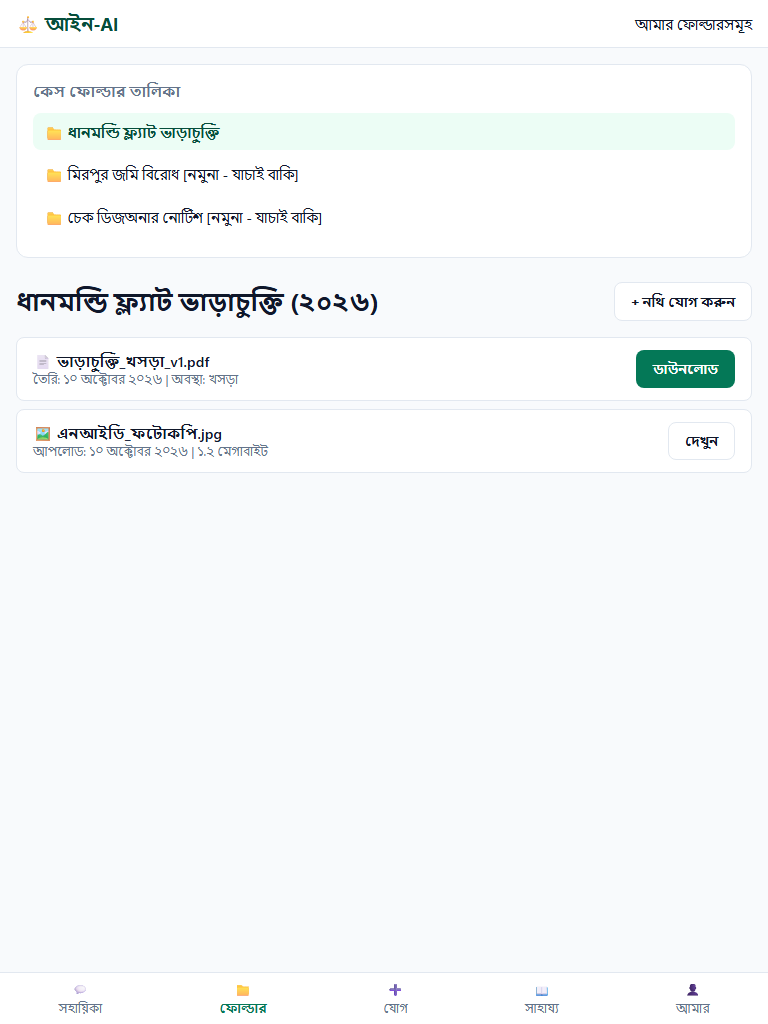 আইন-AI
আমার ফোল্ডারসমূহ
কেস ফোল্ডার তালিকা
ধানমন্ডি ফ্ল্যাট ভাড়াচুক্তি
মিরপুর জমি বিরোধ [নমুনা - যাচাই বাকি]
চেক ডিজঅনার নোটিশ [নমুনা - যাচাই বাকি]
ধানমন্ডি ফ্ল্যাট ভাড়াচুক্তি (২০২৬)
+ নথি যোগ করুন
ভাড়াচুক্তি_খসড়া_v1.pdf
তৈরি: ১০ অক্টোবর ২০২৬ | অবস্থা: খসড়া
ডাউনলোড
এনআইডি_ফটোকপি.jpg
আপলোড: ১০ অক্টোবর ২০২৬ | ১.২ মেগাবাইট
দেখুন
সহায়িকা
ফোল্ডার
যোগ
সাহায্য
আমার